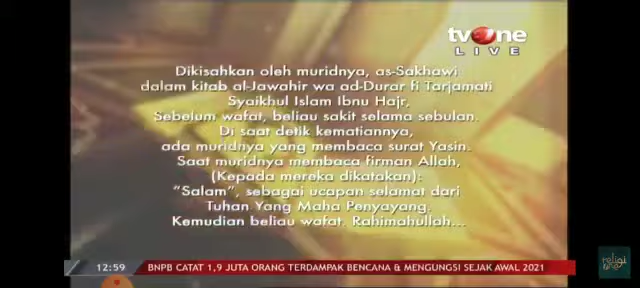 tvOne
LIVE
Dikisahkan oleh muridnya, as-Sakhawi
dalam kitab al-Jawahir wa ad-Durar fi Tarjamati
Syaikhul Islam Ibnu Hajr,
Sebelum wafat, beliau sakit selama sebulan.
Di saat detik kematiannya,
ada muridnya yang membaca surat Yasin.
Saat muridnya membaca firman Allah,
(Kepada mereka dikatakan):
“Salam”, sebagai ucapan selamat dari
Tuhan Yang Maha Penyayang.
Kemudian beliau wafat. Rahimahullah...
religi
one
12:59 BNPB CATAT 1,9 JUTA ORANG TERDAMPAK BENCANA & MENGUNGSI SEJAK AWAL 2021